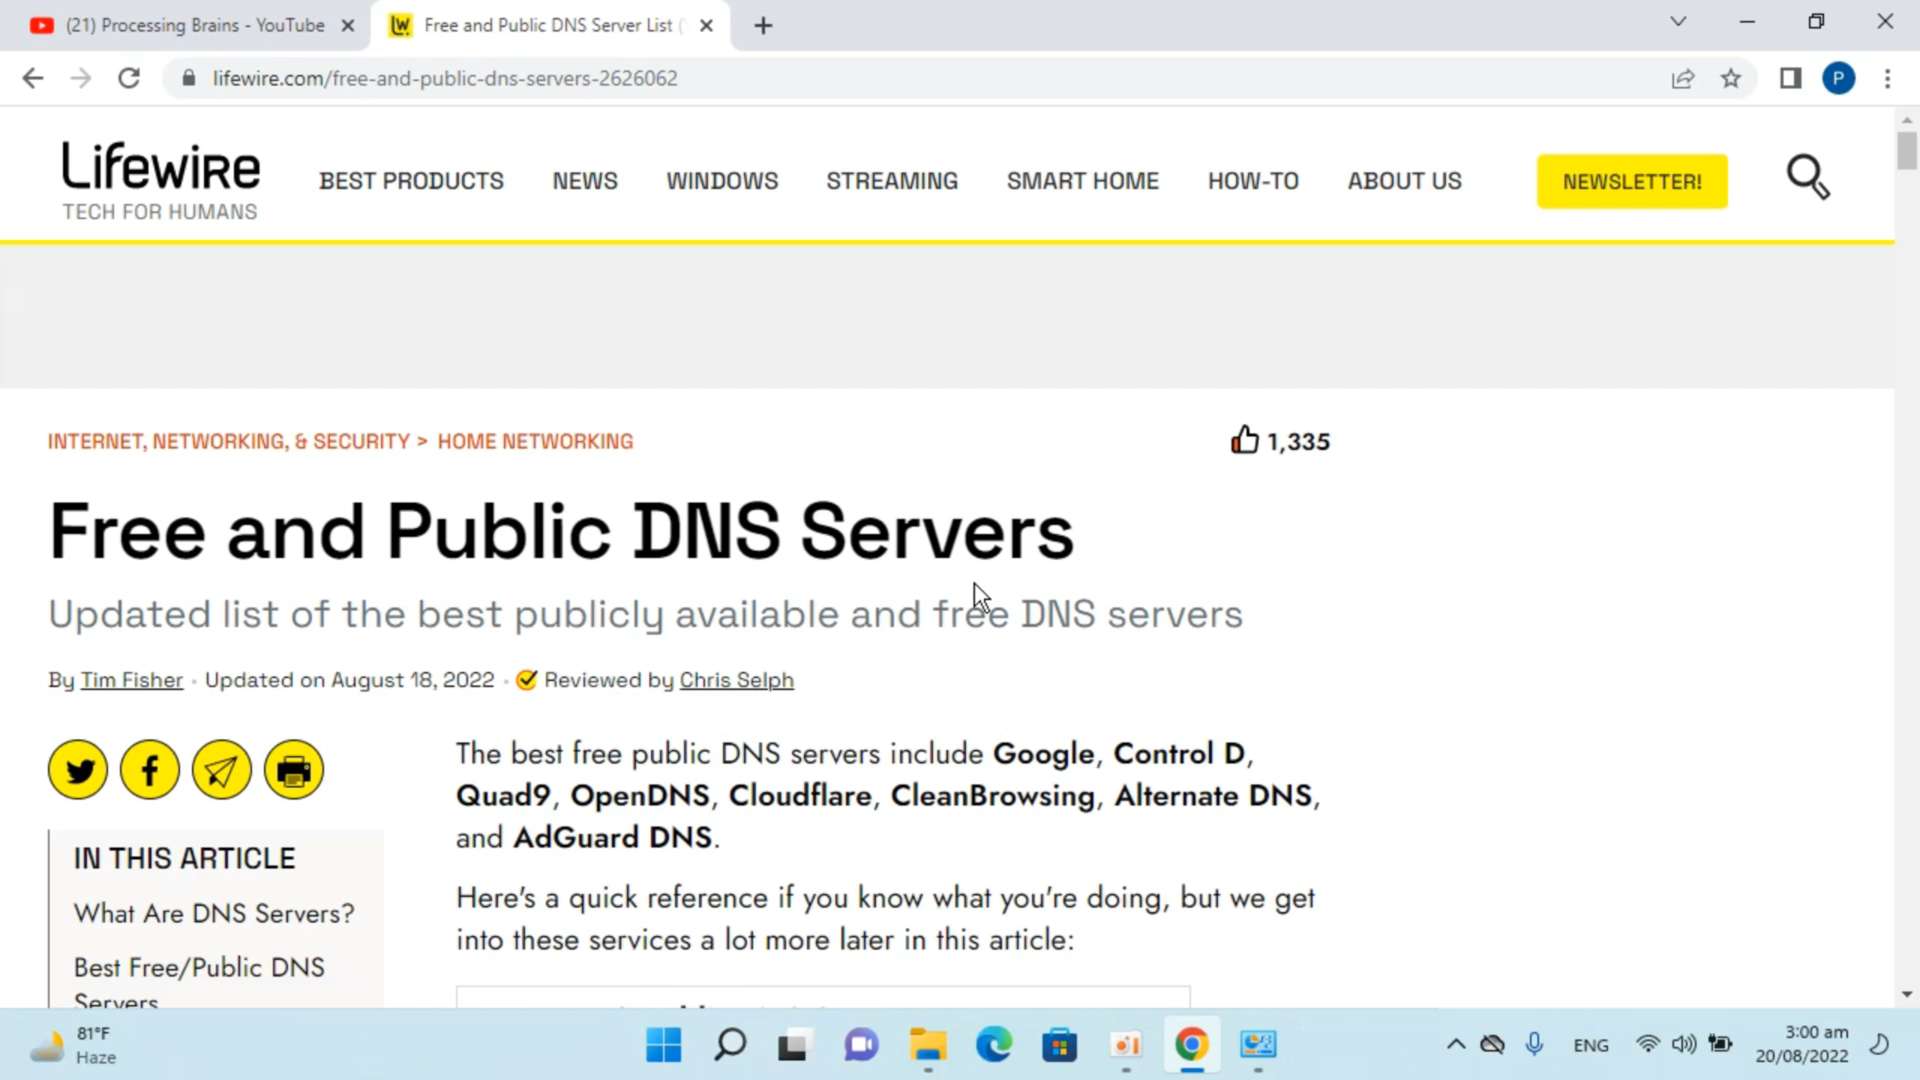 (21) Processing Brains - YouTube
Free and Public DNS Server List (
lifewire.com/free-and-public-dns-servers-2626062
P
Lifewire
TECH FOR HUMANS
BEST PRODUCTS
NEWS
WINDOWS
STREAMING
SMART HOME
HOW-TO
ABOUT US
NEWSLETTER!
INTERNET, NETWORKING, & SECURITY > HOME NETWORKING
1,335
Free and Public DNS Servers
Updated list of the best publicly available and free DNS servers
By Tim Fisher · Updated on August 18, 2022 · Reviewed by Chris Selph
The best free public DNS servers include Google, Control D,
Quad9, OpenDNS, Cloudflare, CleanBrowsing, Alternate DNS,
and AdGuard DNS.
Here's a quick reference if you know what you're doing, but we get
into these services a lot more later in this article:
IN THIS ARTICLE
What Are DNS Servers?
Best Free/Public DNS
Servers
81°F
Haze
ENG
3:00 am
20/08/2022